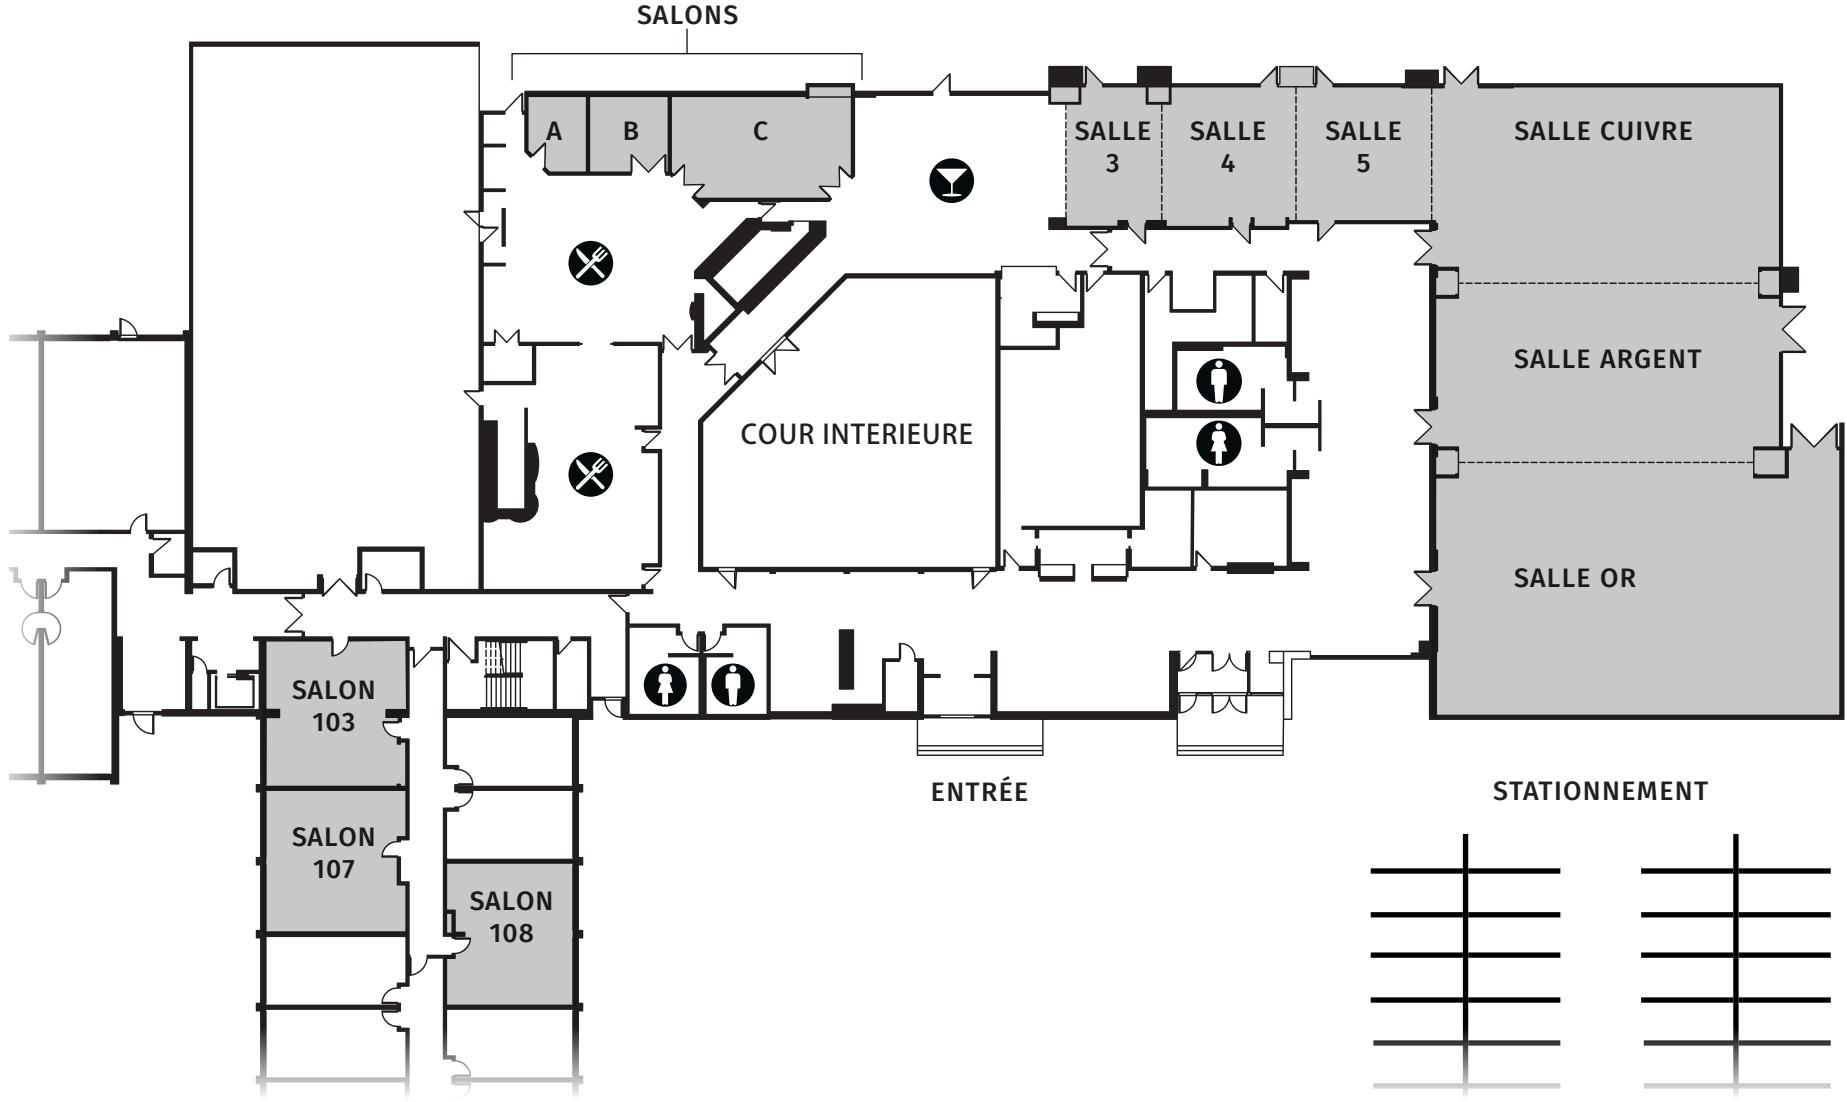 SALONS
A
B
C
SALLE
3
SALLE
4
SALLE
5
SALLE CUIVRE
SALLE ARGENT
COUR INTERIEURE
SALLE OR
SALON
103
ENTRÉE
STATIONNEMENT
SALON
107
SALON
108